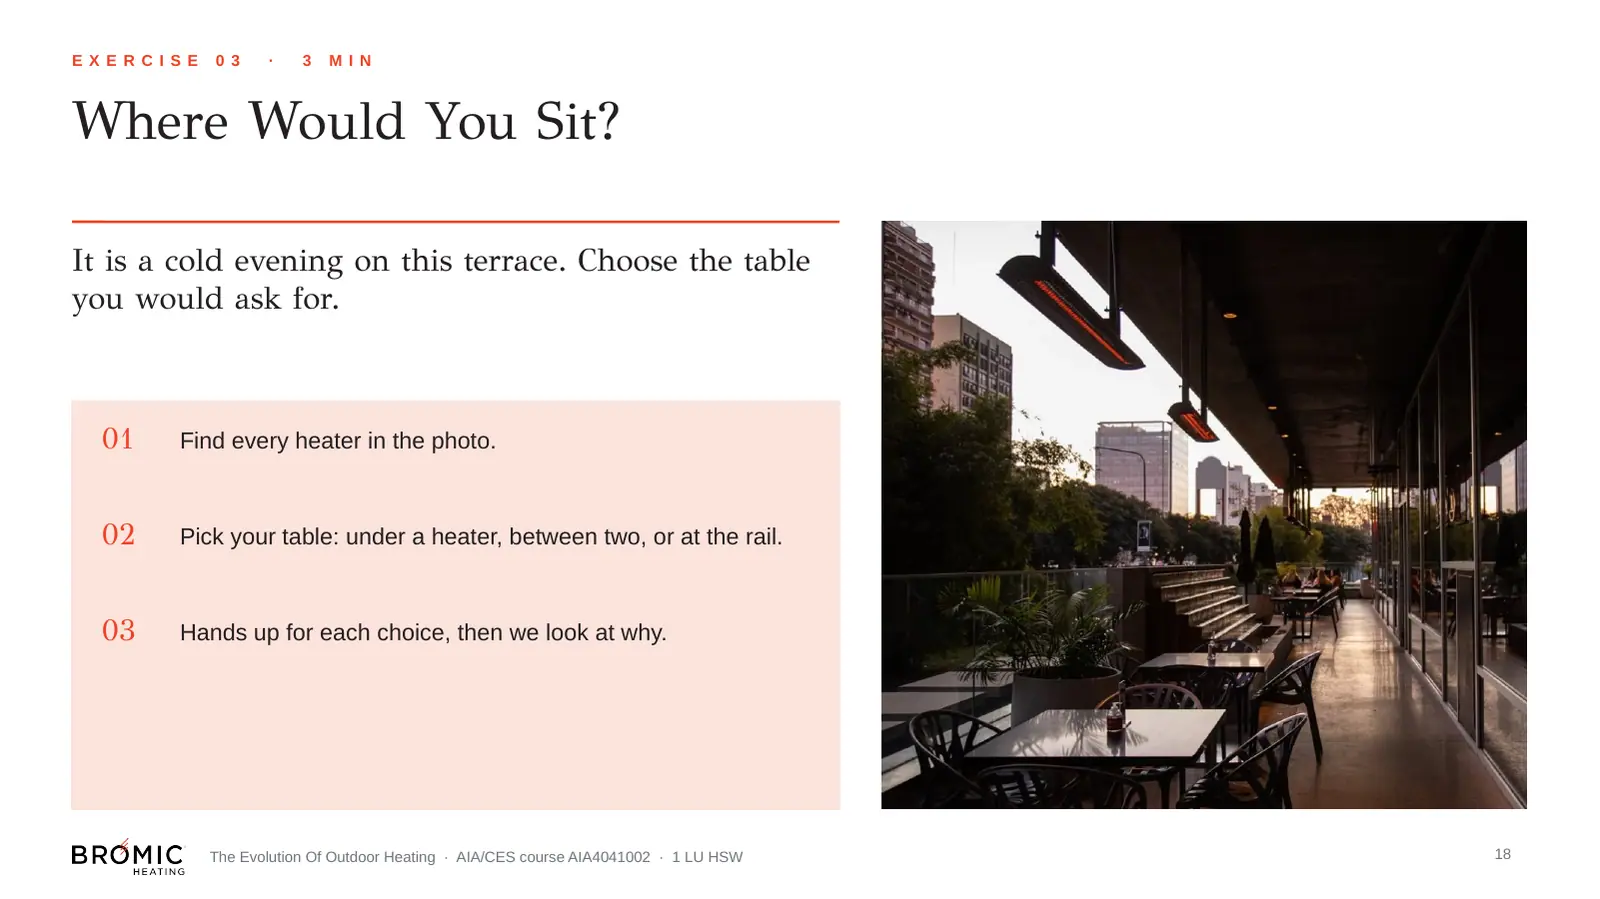 EXERCISE 03 · 3 MIN
Where Would You Sit?
It is a cold evening on this terrace. Choose the table
you would ask for.
01 Find every heater in the photo.
02 Pick your table: under a heater, between two, or at the rail.
03 Hands up for each choice, then we look at why.
BROMIC
HEATING
The Evolution Of Outdoor Heating · AIA/CES course AIA4041002 · 1 LU HSW
18